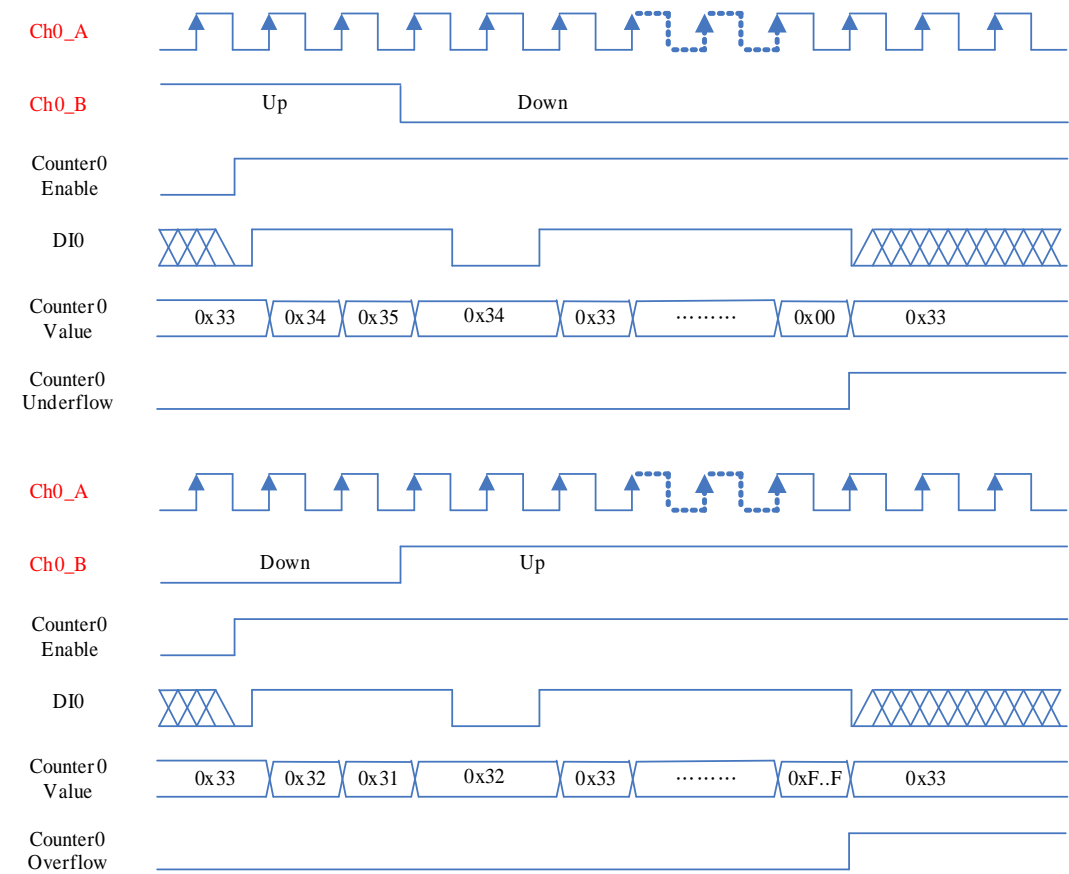 Ch0_A
Ch0_B
Up
Down
Counter0
Enable
DI0
Counter0
Value
0x33
0x34
0x35
0x34
0x33
………
0x00
0x33
Counter0
Underflow
Ch0_A
Ch0_B
Down
Up
Counter0
Enable
DI0
Counter0
Value
0x33
0x32
0x31
0x32
0x33
………
0xF..F
0x33
Counter0
Overflow